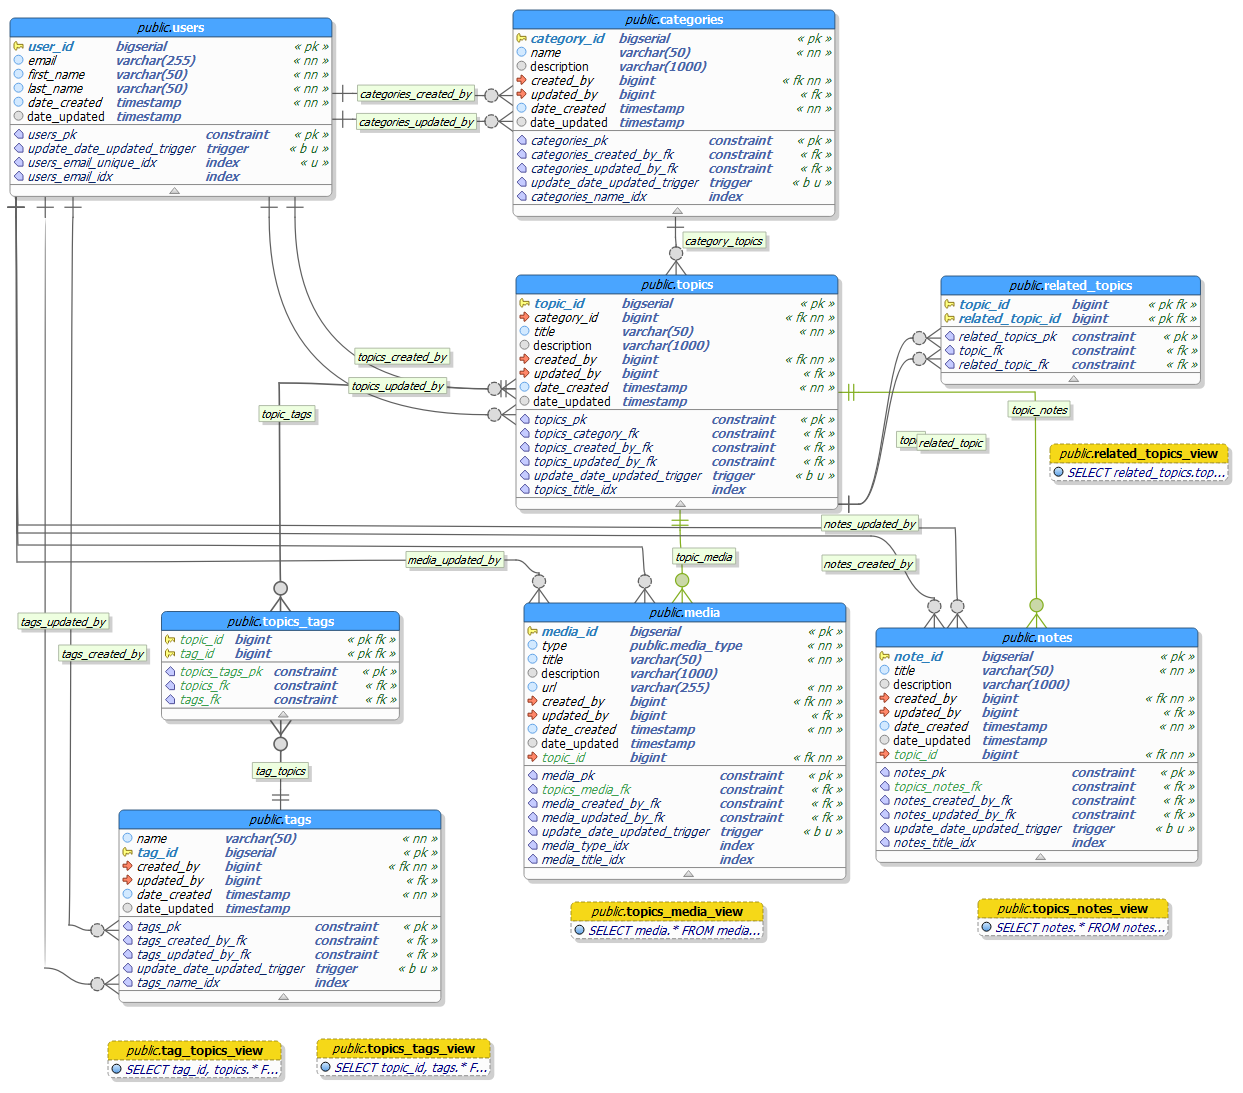 public.users
user_id bigserial « pk »
email varchar(255) « nn »
first_name varchar(50) « nn »
last_name varchar(50) « nn »
date_created timestamp « nn »
date_updated timestamp
users_pk constraint « pk »
update_date_updated_trigger trigger « b u »
users_email_unique_idx index « u »
users_email_idx index
categories_created_by
categories_updated_by
public.categories
category_id bigserial « pk »
name varchar(50) « nn »
description varchar(1000)
created_by bigint « fk nn »
updated_by bigint « fk »
date_created timestamp « nn »
date_updated timestamp
categories_pk constraint « pk »
categories_created_by_fk constraint « fk »
categories_updated_by_fk constraint « fk »
update_date_updated_trigger trigger « b u »
categories_name_idx index
category_topics
public.topics
topic_id bigserial « pk »
category_id bigint « fk nn »
title varchar(50) « nn »
description varchar(1000)
created_by bigint « fk nn »
updated_by bigint « fk »
date_created timestamp « nn »
date_updated timestamp
topics_pk constraint « pk »
topics_category_fk constraint « fk »
topics_created_by_fk constraint « fk »
topics_updated_by_fk constraint « fk »
update_date_updated_trigger trigger « b u »
topics_title_idx index
public.related_topics
topic_id bigint « pk fk »
related_topic_id bigint « pk fk »
related_topics_pk constraint « pk »
topic_fk constraint « fk »
related_topic_fk constraint « fk »
topics_created_by
topics_updated_by
topic_tags
topic_notes
related_topic
public.related_topics_view
SELECT related_topics.top...
notes_updated_by
notes_created_by
topic_media
media_updated_by
tags_updated_by
tags_created_by
public.topics_tags
topic_id bigint « pk fk »
tag_id bigint « pk fk »
topics_tags_pk constraint « pk »
topics_fk constraint « fk »
tags_fk constraint « fk »
tag_topics
public.media
media_id bigserial « pk »
type public.media_type « nn »
title varchar(50) « nn »
description varchar(1000)
url varchar(255) « nn »
created_by bigint « fk nn »
updated_by bigint « fk »
date_created timestamp « nn »
date_updated timestamp
topic_id bigint « fk nn »
media_pk constraint « pk »
topics_media_fk constraint « fk »
media_created_by_fk constraint « fk »
media_updated_by_fk constraint « fk »
update_date_updated_trigger trigger « b u »
media_type_idx index
media_title_idx index
public.notes
note_id bigserial « pk »
title varchar(50) « nn »
description varchar(1000)
created_by bigint « fk nn »
updated_by bigint « fk »
date_created timestamp « nn »
date_updated timestamp
topic_id bigint « fk nn »
notes_pk constraint « pk »
topics_notes_fk constraint « fk »
notes_created_by_fk constraint « fk »
notes_updated_by_fk constraint « fk »
update_date_updated_trigger trigger « b u »
notes_title_idx index
public.tags
name varchar(50) « nn »
tag_id bigserial « pk »
created_by bigint « fk nn »
updated_by bigint « fk »
date_created timestamp « nn »
date_updated timestamp
tags_pk constraint « pk »
tags_created_by_fk constraint « fk »
tags_updated_by_fk constraint « fk »
update_date_updated_trigger trigger « b u »
tags_name_idx index
public.topics_media_view
SELECT media.* FROM media...
public.topics_notes_view
SELECT notes.* FROM notes...
public.tag_topics_view
SELECT tag_id, topics.* F...
public.topics_tags_view
SELECT topic_id, tags.* F...